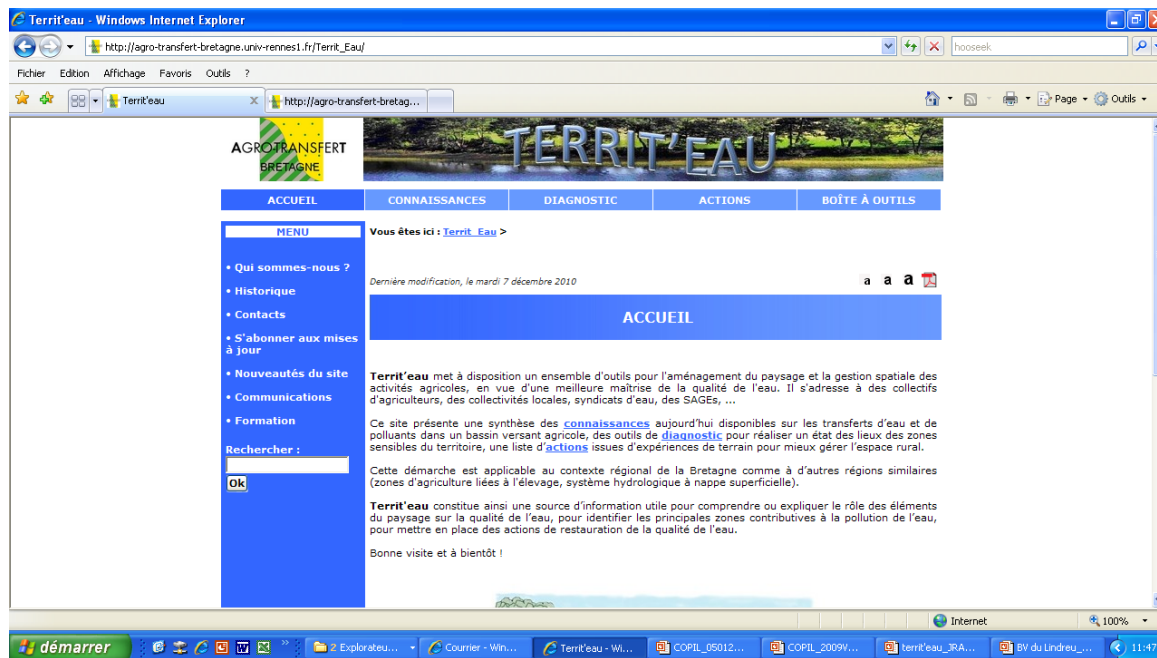 Territ'eau - Windows Internet Explorer
http://agro-transfert-bretagne.univ-rennes1.fr/Territ_Eau/
hooseek
Fichier Edition Affichage Favoris Outils ?
Territ'eau
http://agro-transfert-bretag...
Page
Outils
AGROTRANSFERT
BRETAGNE
TERRIT'EAU
ACCUEIL CONNAISSANCES DIAGNOSTIC ACTIONS BOÎTE À OUTILS
MENU
• Qui sommes-nous ?
• Historique
• Contacts
• S'abonner aux mises
à jour
• Nouveautés du site
• Communications
• Formation
Rechercher :
Ok
Vous êtes ici : Territ_Eau >
Dernière modification, le mardi 7 décembre 2010
a a a
ACCUEIL
Territ'eau met à disposition un ensemble d'outils pour l'aménagement du paysage et la gestion spatiale des
activités agricoles, en vue d'une meilleure maîtrise de la qualité de l'eau. Il s'adresse à des collectifs
d'agriculteurs, des collectivités locales, syndicats d'eau, des SAGEs, ...
Ce site présente une synthèse des connaissances aujourd'hui disponibles sur les transferts d'eau et de
polluants dans un bassin versant agricole, des outils de diagnostic pour réaliser un état des lieux des zones
sensibles du territoire, une liste d'actions issues d'expériences de terrain pour mieux gérer l'espace rural.
Cette démarche est applicable au contexte régional de la Bretagne comme à d'autres régions similaires
(zones d'agriculture liées à l'élevage, système hydrologique à nappe superficielle).
Territ'eau constitue ainsi une source d'information utile pour comprendre ou expliquer le rôle des éléments
du paysage sur la qualité de l'eau, pour identifier les principales zones contributives à la pollution de l'eau,
pour mettre en place des actions de restauration de la qualité de l'eau.
Bonne visite et à bientôt !
Internet
100%
démarrer
2 Explorateu...
Courrier - Win...
Territ'eau - Wi...
COPIL_05012...
COPIL_2009V...
territ'eau_JRA...
BV du Lindreu_...
11:47